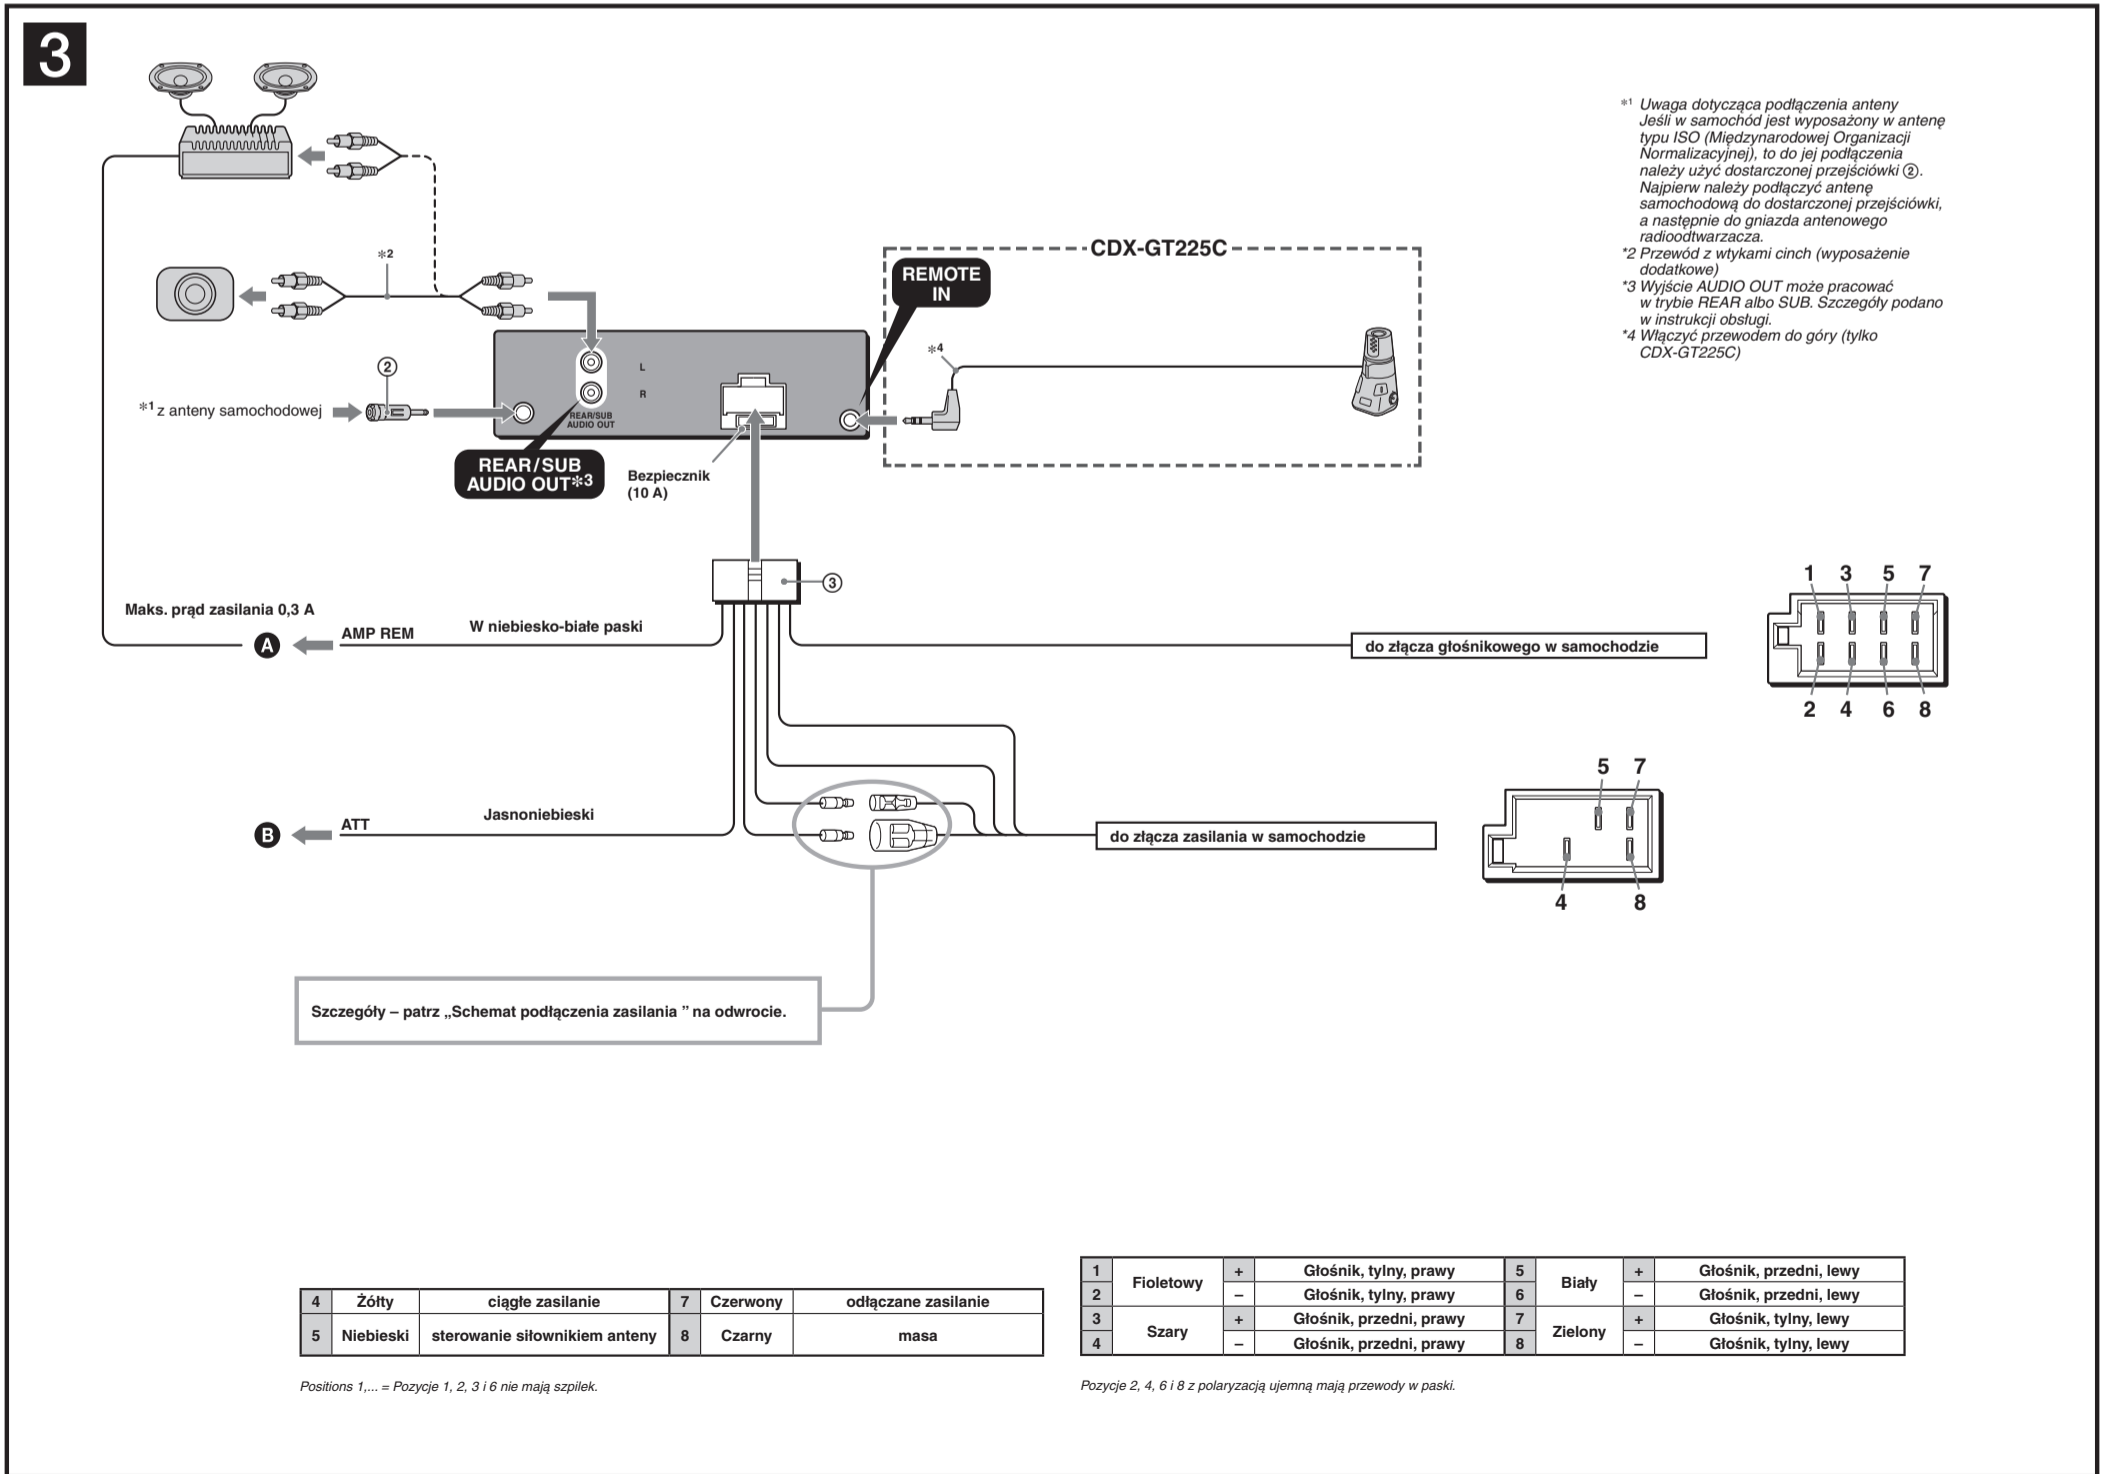 3
*1 Uwaga dotycząca podłączenia anteny
Jeśli w samochód jest wyposażony w antenę
typu ISO (Międzynarodowej Organizacji
Normalizacyjnej), to do jej podłączenia
należy użyć dostarczonej przejściówki ②.
Najpierw należy podłączyć antenę
samochodową do dostarczonej przejściówki,
a następnie do gniazda antenowego
radioodtwarzacza.
*2 Przewód z wtykami cinch (wyposażenie
dodatkowe)
*3 Wyjście AUDIO OUT może pracować
w trybie REAR albo SUB. Szczegóły podano
w instrukcji obsługi.
*4 Włączyć przewodem do góry (tylko
CDX-GT225C)
*2
CDX-GT225C
REMOTE
IN
*4
②
L
R
*1 z anteny samochodowej
REAR/SUB
AUDIO OUT
REAR/SUB
AUDIO OUT*3
Bezpiecznik
(10 A)
③
Maks. prąd zasilania 0,3 A
A
AMP REM
W niebiesko-białe paski
do złącza głośnikowego w samochodzie
1 3 5 7
2 4 6 8
B
ATT
Jasnoniebieski
do złącza zasilania w samochodzie
5 7
4 8
Szczegóły – patrz „Schemat podłączenia zasilania ” na odwrocie.
4 Żółty ciągłe zasilanie 7 Czerwony odłączane zasilanie
5 Niebieski sterowanie siłownikiem anteny 8 Czarny masa
Positions 1,... = Pozycje 1, 2, 3 i 6 nie mają szpilek.
1 Fioletowy + Głośnik, tylny, prawy 5 Biały + Głośnik, przedni, lewy
2 – Głośnik, tylny, prawy 6 – Głośnik, przedni, lewy
3 Szary + Głośnik, przedni, prawy 7 Zielony + Głośnik, tylny, lewy
4 – Głośnik, przedni, prawy 8 – Głośnik, tylny, lewy
Pozycje 2, 4, 6 i 8 z polaryzacją ujemną mają przewody w paski.